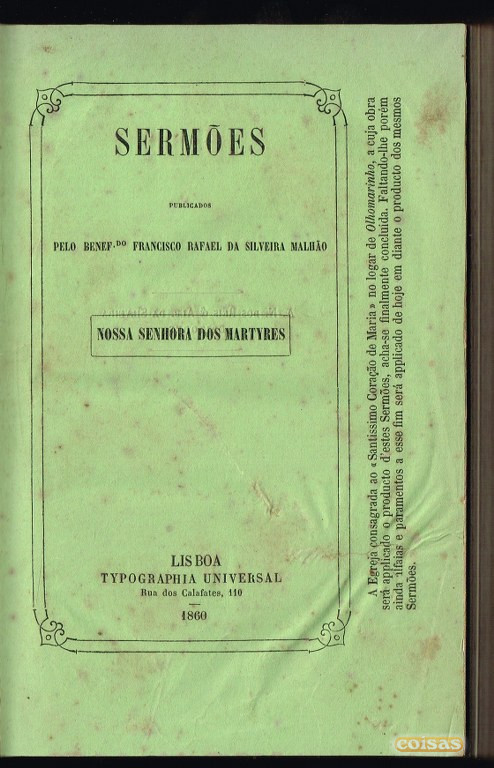 SERMÕES
PUBLICADOS
PELO BENEF.DO FRANCISCO RAFAEL DA SILVEIRA MALHÃO
NOSSA SENHORA DOS MARTYRES
LISBOA
TYPOGRAPHIA UNIVERSAL
Rua dos Calafates, 110
1860
A Egreja consagrada ao «Santissimo Coração de Maria» no logar de Olhomarinho, a cuja obra
será applicado o producto d'estes Sermões, acha-se finalmente concluida. Faltando-lhe porém
ainda alfaias e paramentos a esse fim será applicado de hoje em diante o producto dos mesmos
Sermões.
coisas